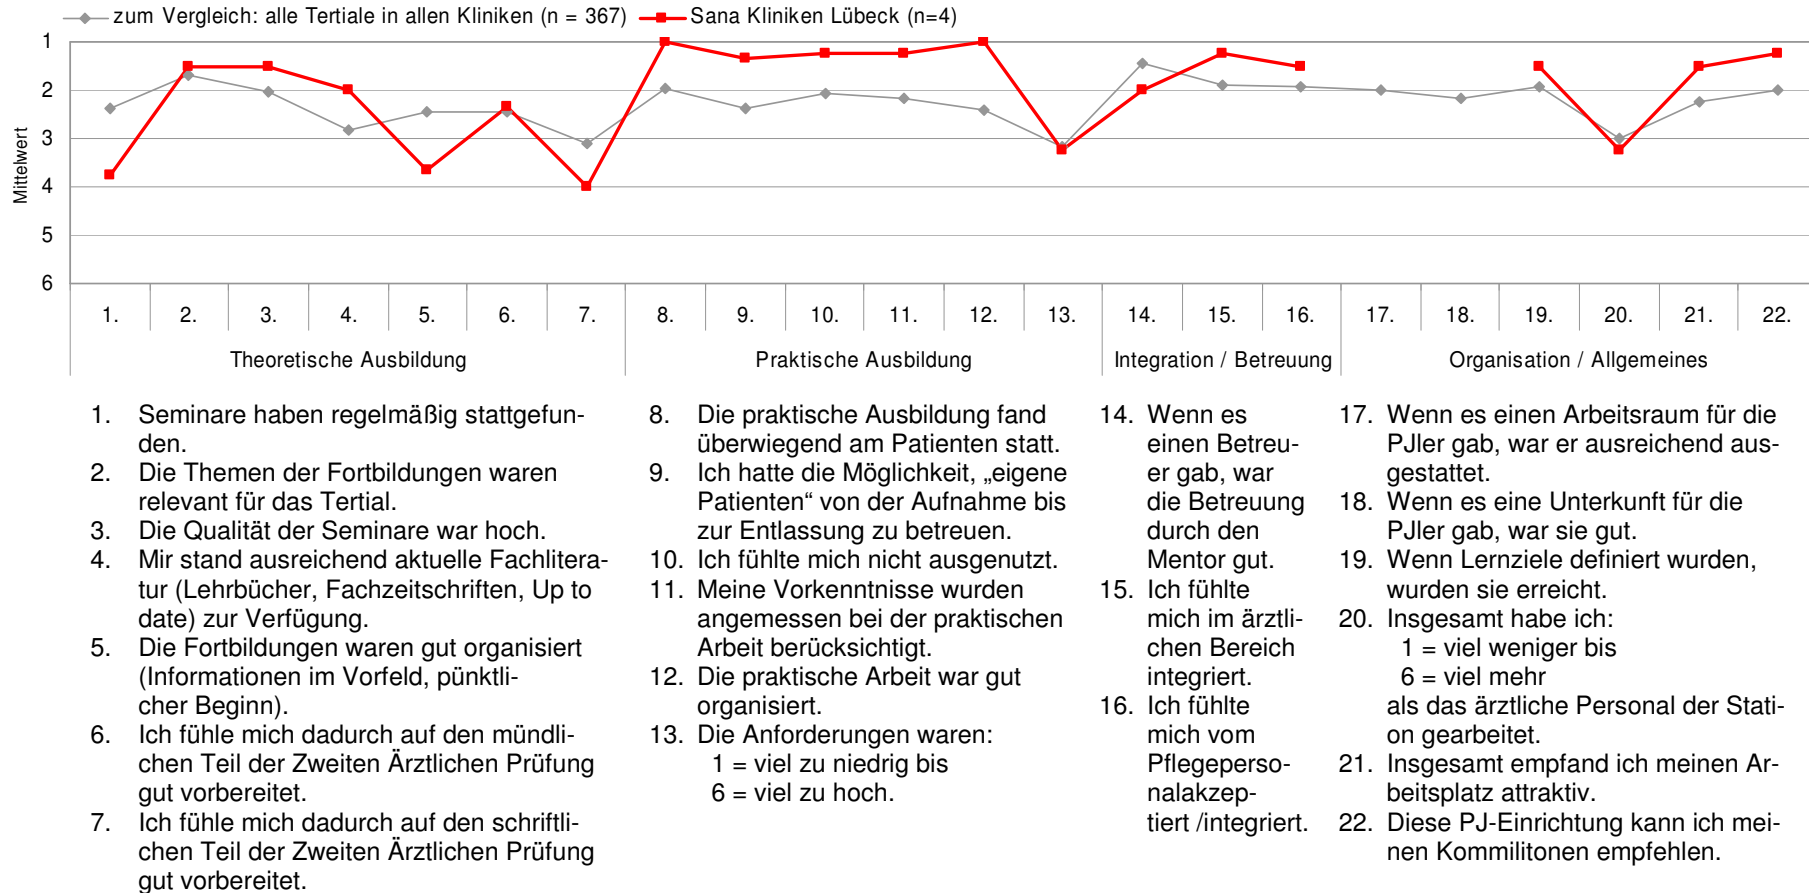 zum Vergleich: alle Tertiale in allen Kliniken (n = 367) Sana Kliniken Lübeck (n=4)
Mittelwert
1
2
3
4
5
6
1. 2. 3. 4. 5. 6. 7. 8. 9. 10. 11. 12. 13. 14. 15. 16. 17. 18. 19. 20. 21. 22.
Theoretische Ausbildung Praktische Ausbildung Integration / Betreuung Organisation / Allgemeines
1. Seminare haben regelmäßig stattgefun-
den.
2. Die Themen der Fortbildungen waren
relevant für das Tertial.
3. Die Qualität der Seminare war hoch.
4. Mir stand ausreichend aktuelle Fachlitera-
tur (Lehrbücher, Fachzeitschriften, Up to
date) zur Verfügung.
5. Die Fortbildungen waren gut organisiert
(Informationen im Vorfeld, pünktli-
cher Beginn).
6. Ich fühle mich dadurch auf den mündli-
chen Teil der Zweiten Ärztlichen Prüfung
gut vorbereitet.
7. Ich fühle mich dadurch auf den schriftli-
chen Teil der Zweiten Ärztlichen Prüfung
gut vorbereitet.
8. Die praktische Ausbildung fand
überwiegend am Patienten statt.
9. Ich hatte die Möglichkeit, „eigene
Patienten“ von der Aufnahme bis
zur Entlassung zu betreuen.
10. Ich fühlte mich nicht ausgenutzt.
11. Meine Vorkenntnisse wurden
angemessen bei der praktischen
Arbeit berücksichtigt.
12. Die praktische Arbeit war gut
organisiert.
13. Die Anforderungen waren:
1 = viel zu niedrig bis
6 = viel zu hoch.
14. Wenn es
einen Betreu-
er gab, war
die Betreuung
durch den
Mentor gut.
15. Ich fühlte
mich im ärztli-
chen Bereich
integriert.
16. Ich fühlte
mich vom
Pflegeperso-
nalakzep-
tiert /integriert.
17. Wenn es einen Arbeitsraum für die
PJler gab, war er ausreichend aus-
gestattet.
18. Wenn es eine Unterkunft für die
PJler gab, war sie gut.
19. Wenn Lernziele definiert wurden,
wurden sie erreicht.
20. Insgesamt habe ich:
1 = viel weniger bis
6 = viel mehr
als das ärztliche Personal der Stati-
on gearbeitet.
21. Insgesamt empfand ich meinen Ar-
beitsplatz attraktiv.
22. Diese PJ-Einrichtung kann ich mei-
nen Kommilitonen empfehlen.